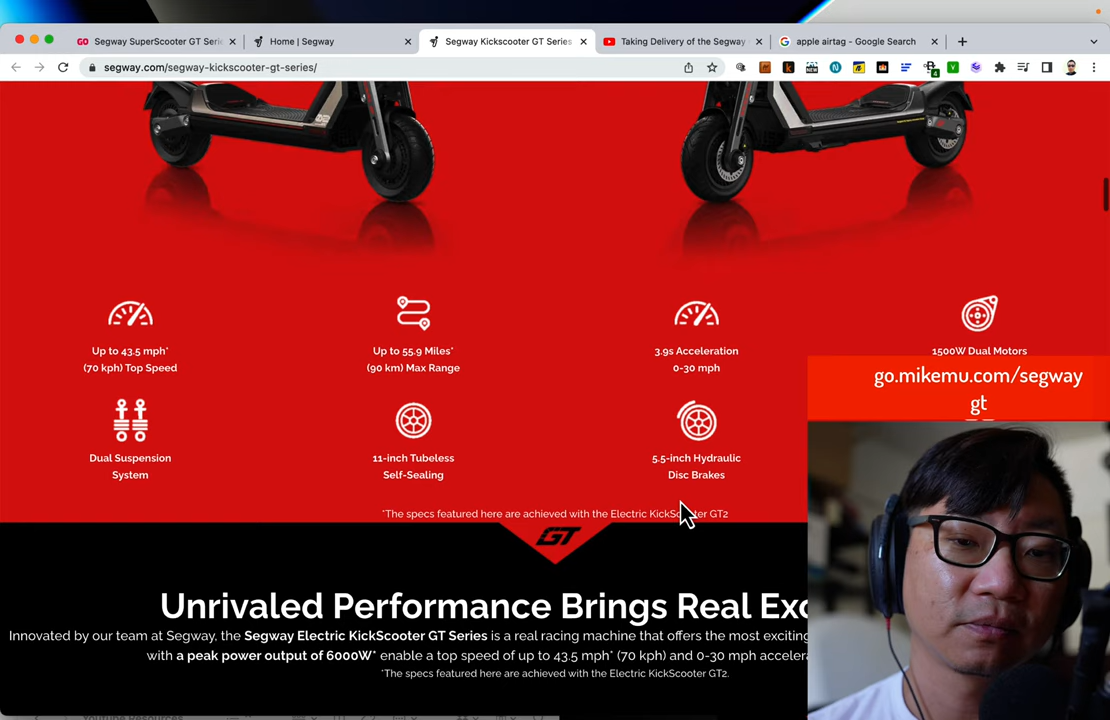 Segway SuperScooter GT Seri
Home | Segway
Segway Kickscooter GT Series
Taking Delivery of the Segway
apple airtag - Google Search
segway.com/segway-kickscooter-gt-series/
Up to 43.5 mph*
(70 kph) Top Speed
Up to 55.9 Miles*
(90 km) Max Range
3.9s Acceleration
0-30 mph
1500W Dual Motors
go.mikemu.com/segway
gt
Dual Suspension
System
11-inch Tubeless
Self-Sealing
5.5-inch Hydraulic
Disc Brakes
*The specs featured here are achieved with the Electric KickScooter GT2
GT
Unrivaled Performance Brings Real Exc
Innovated by our team at Segway, the Segway Electric KickScooter GT Series is a real racing machine that offers the most exciting
with a peak power output of 6000W* enable a top speed of up to 43.5 mph* (70 kph) and 0-30 mph accelera
*The specs featured here are achieved with the Electric KickScooter GT2.